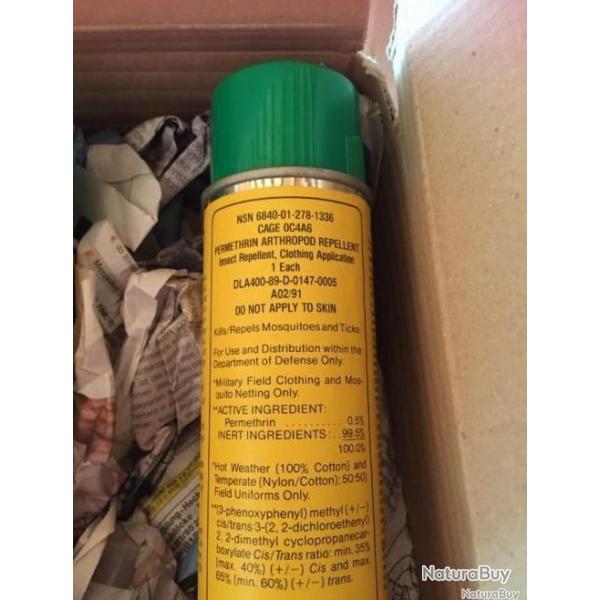 NSN 6840-01-278-1336
CAGE 0C4A6
PERMETHRIN ARTHROPOD REPELLENT
Insect Repellent, Clothing Application
1 Each
DLA400-89-D-0147-0005
A02/91
DO NOT APPLY TO SKIN
Kills/Repels Mosquitoes and Ticks
For Use and Distribution within the
Department of Defense Only.
*Military Field Clothing and Mos-
quito Netting Only.
**ACTIVE INGREDIENT:
Permethrin .......... 0.5%
INERT INGREDIENTS:.. 99.5%
100.0%
*Hot Weather (100% Cotton) and
Temperate (Nylon/Cotton); 50:50)
Field Uniforms Only.
**(3-phenoxyphenyl) methyl (+/−)
cis/trans 3-(2, 2-dichloroethenyl)
2, 2-dimethyl cyclopropanecar-
boxylate Cis/Trans ratio: min. 35%
(max. 40%) (+/−) Cis and max.
65% (min. 60%) (+/−) trans.
NaturaBuy
NaturaBuy